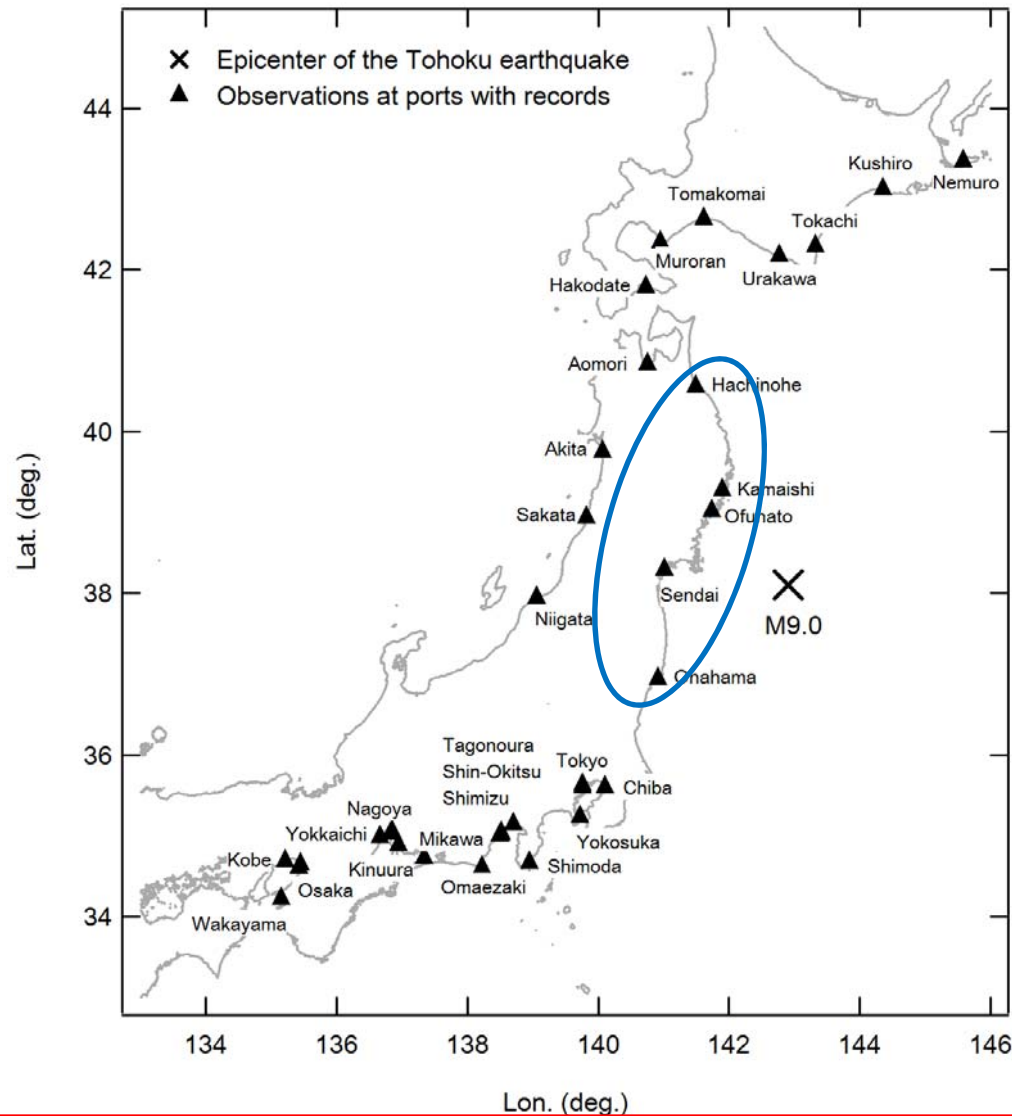 Epicenter of the Tohoku earthquake
Observations at ports with records
44
42
40
38
36
34
Lat. (deg.)
Kushiro
Nemuro
Tomakomai
Tokachi
Muroran
Urakawa
Hakodate
Aomori
Hachinohe
Akita
Kamaishi
Sakata
Ofunato
Sendai
Niigata
M9.0
Onahama
Tagonoura
Shin-Okitsu
Shimizu
Tokyo
Chiba
Nagoya
Yokkaichi
Mikawa
Yokosuka
Kobe
Kinuura
Shimoda
Osaka
Omaezaki
Wakayama
134 136 138 140 142 144 146
Lon. (deg.)